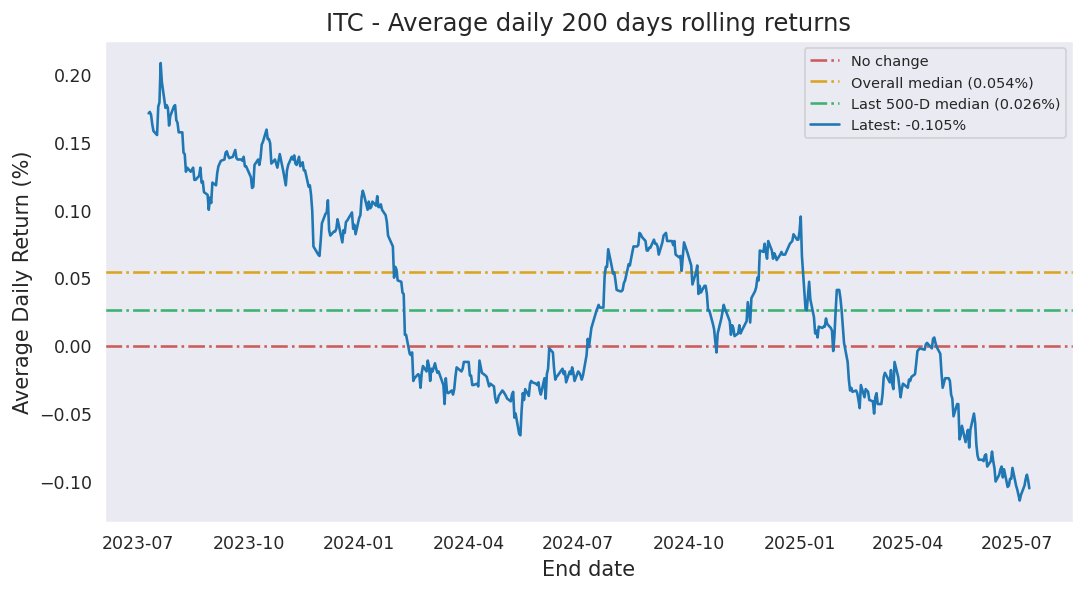 ITC - Average daily 200 days rolling returns
Average Daily Return (%)
0.20
0.15
0.10
0.05
0.00
−0.05
−0.10
No change
Overall median (0.054%)
Last 500-D median (0.026%)
Latest: -0.105%
2023-07 2023-10 2024-01 2024-04 2024-07 2024-10 2025-01 2025-04 2025-07
End date